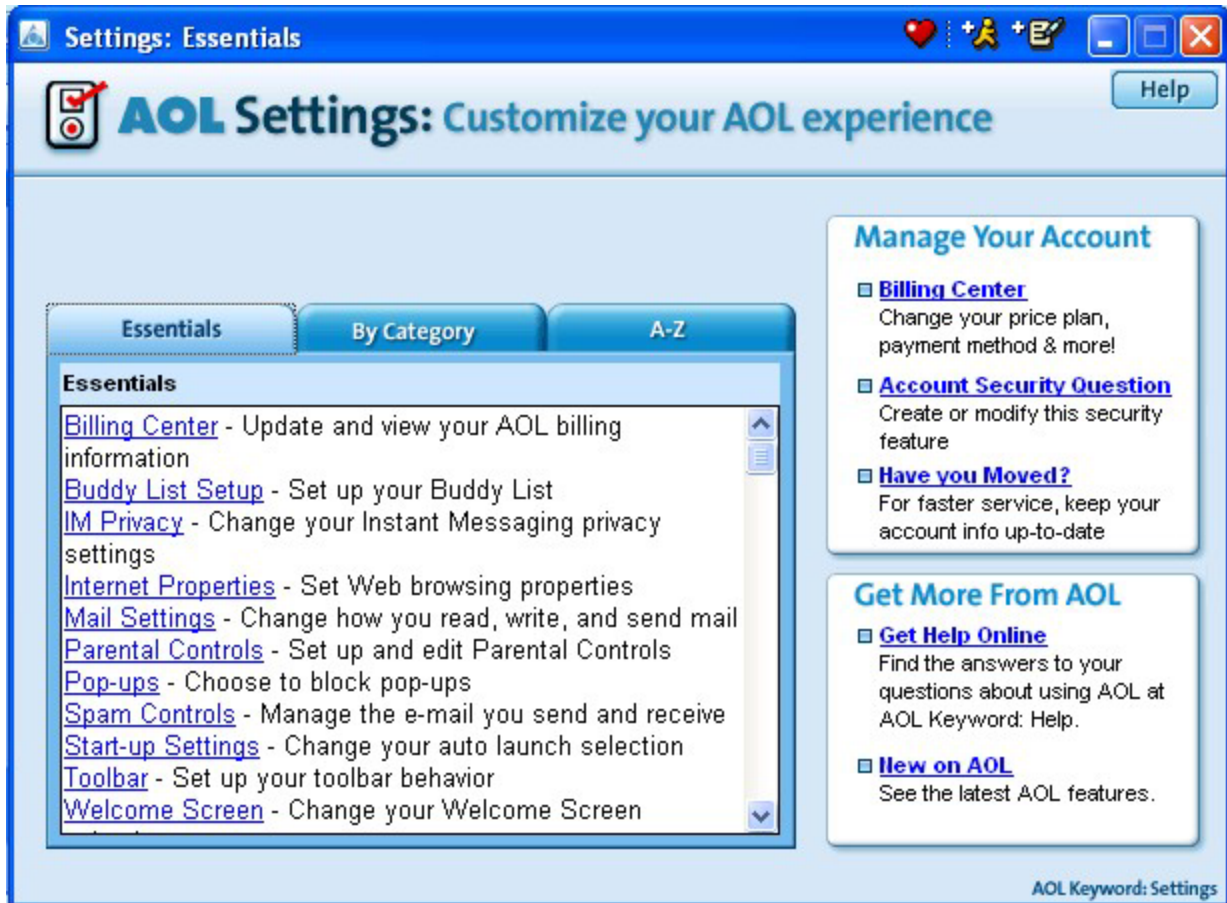 Settings: Essentials
Help
AOL Settings: Customize your AOL experience
Essentials
By Category
A-Z
Essentials
Billing Center - Update and view your AOL billing
information
Buddy List Setup - Set up your Buddy List
IM Privacy - Change your Instant Messaging privacy
settings
Internet Properties - Set Web browsing properties
Mail Settings - Change how you read, write, and send mail
Parental Controls - Set up and edit Parental Controls
Pop-ups - Choose to block pop-ups
Spam Controls - Manage the e-mail you send and receive
Start-up Settings - Change your auto launch selection
Toolbar - Set up your toolbar behavior
Welcome Screen - Change your Welcome Screen
Manage Your Account
Billing Center
Change your price plan,
payment method & more!
Account Security Question
Create or modify this security
feature
Have you Moved?
For faster service, keep your
account info up-to-date
Get More From AOL
Get Help Online
Find the answers to your
questions about using AOL at
AOL Keyword: Help.
New on AOL
See the latest AOL features.
AOL Keyword: Settings